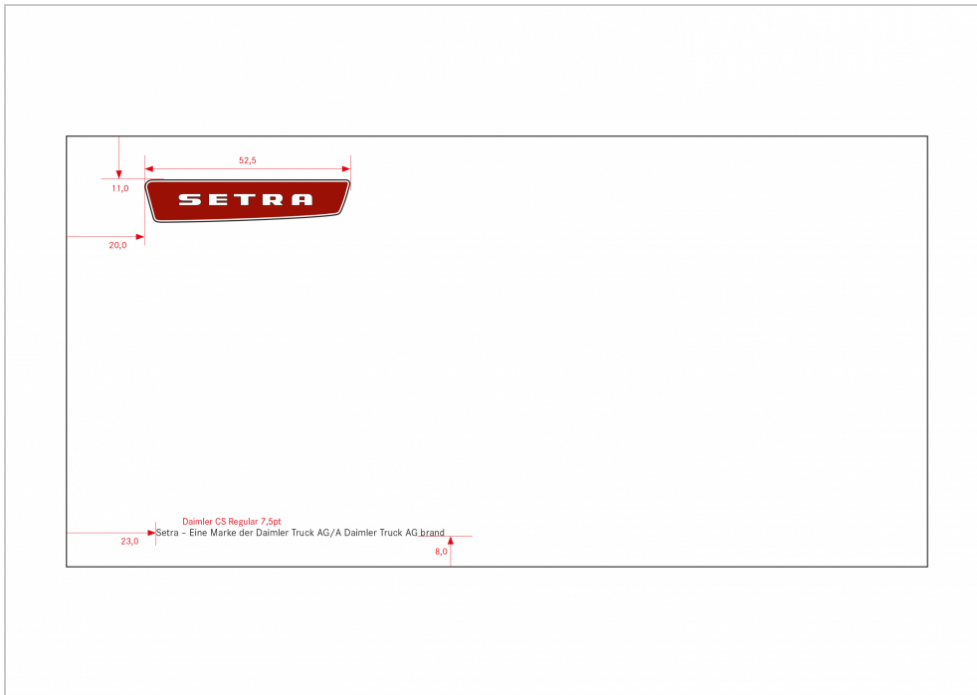 52,5
11,0
SETRA
20,0
Daimler CS Regular 7,5pt
Setra – Eine Marke der Daimler Truck AG/A Daimler Truck AG brand
23,0
8,0